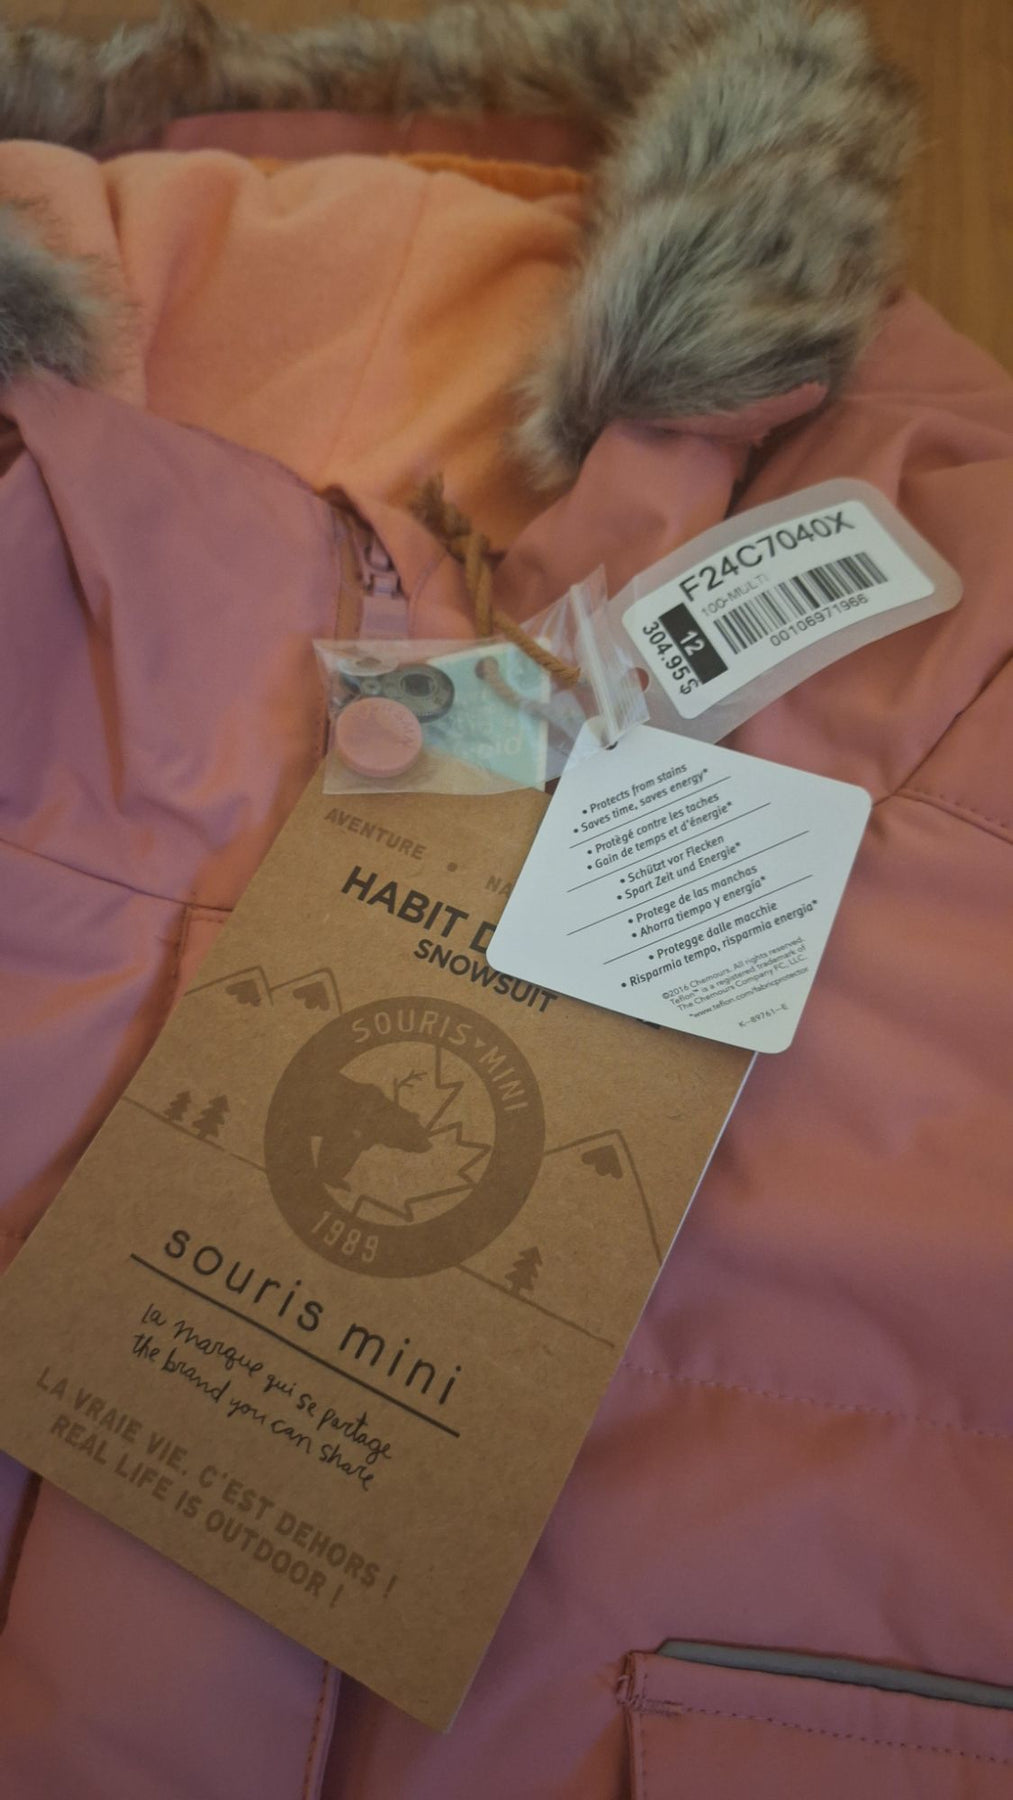 F24C7040X
100-MULTI
12
304.95$
00106971966
• Protects from stains
• Saves time, saves energy*
• Protégé contre les taches
• Gain de temps et d'énergie*
• Schützt vor Flecken
• Spart Zeit und Energie*
• Protege de las manchas
• Ahorra tiempo y energía*
• Protegge dalle macchie
• Risparmia tempo, risparmia energia*
©2016 Chemours. All rights reserved.
Teflon™ is a registered trademark of
The Chemours Company FC, LLC.
*www.teflon.com/fabricprotector
K-89761-E
AVENTURE • NA
HABIT D
SNOWSUIT
SOURIS MINI
1989
souris mini
la marque qui se partage
the brand you can share
LA VRAIE VIE, C'EST DEHORS !
REAL LIFE IS OUTDOOR !